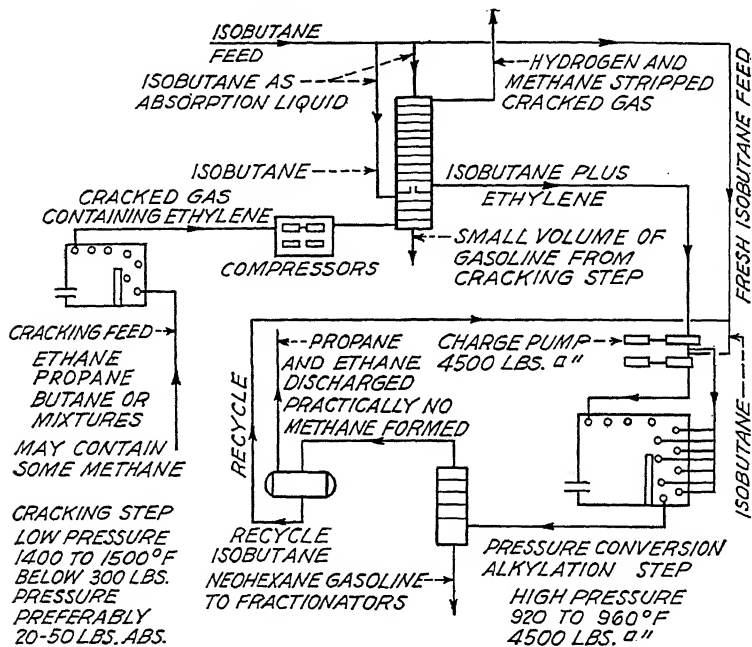 ISOBUTANE
FEED
ISOBUTANE AS
ABSORPTION LIQUID
HYDROGEN AND
METHANE STRIPPED
CRACKED GAS
FRESH ISOBUTANE FEED
ISOBUTANE
ISOBUTANE PLUS
ETHYLENE
CRACKED GAS
CONTAINING ETHYLENE
COMPRESSORS
SMALL VOLUME OF
GASOLINE FROM
CRACKING STEP
CRACKING FEED
ETHANE
PROPANE
BUTANE OR
MIXTURES
MAY CONTAIN
SOME METHANE
PROPANE
AND ETHANE
DISCHARGED
PRACTICALLY NO
METHANE FORMED
CHARGE PUMP
4500 LBS. □"
RECYCLE
ISOBUTANE
CRACKING STEP
LOW PRESSURE
1400 TO 1500°F
BELOW 300 LBS.
PRESSURE
PREFERABLY
20-50 LBS. ABS.
RECYCLE
ISOBUTANE
NEOHEXANE GASOLINE
TO FRACTIONATORS
PRESSURE CONVERSION
ALKYLATION STEP
HIGH PRESSURE
920 TO 960°F
4500 LBS. □"